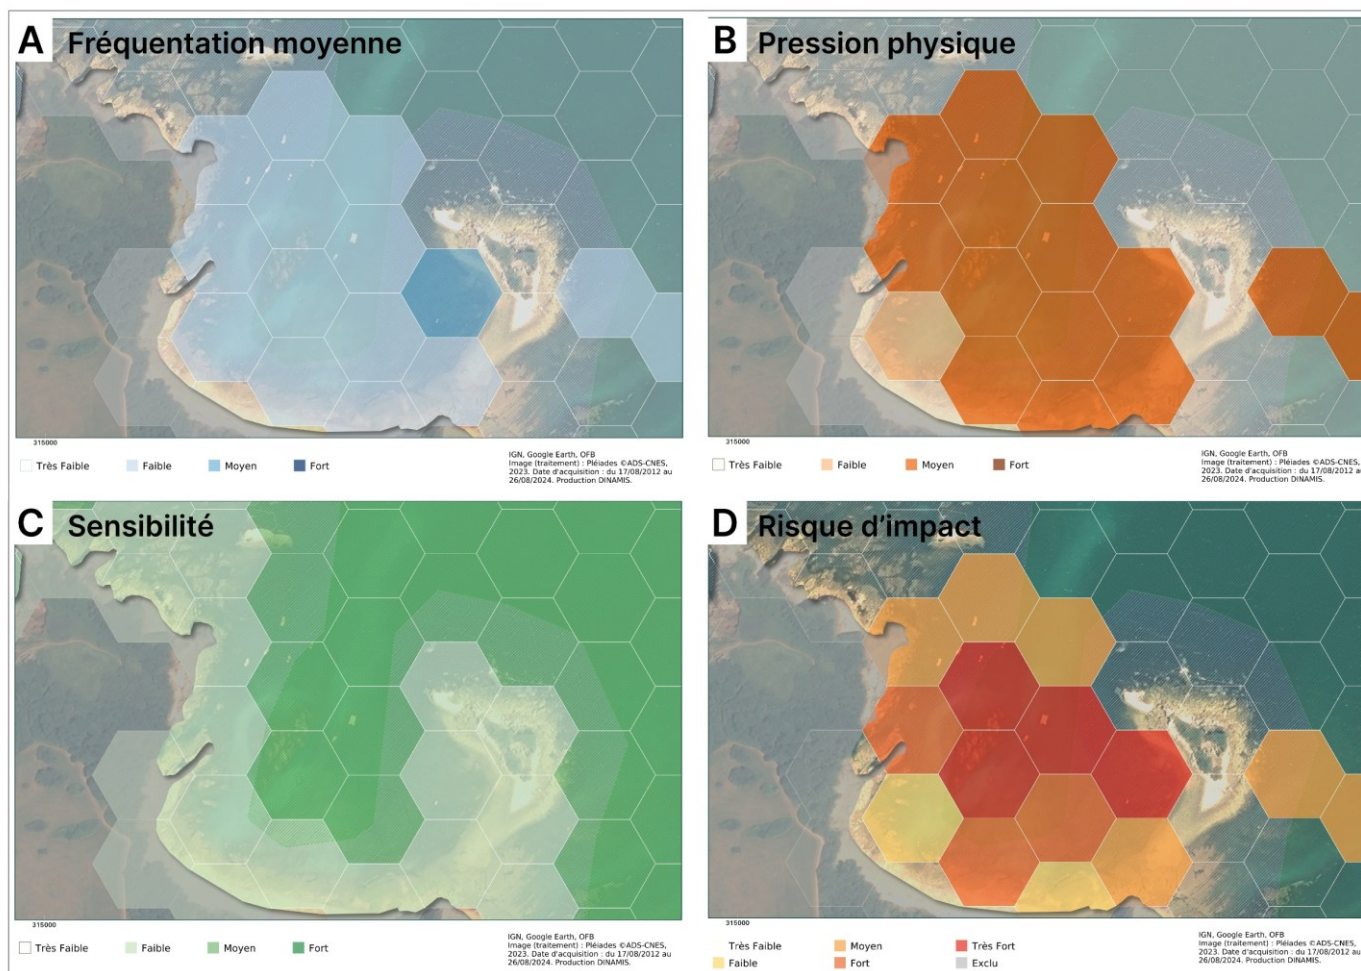 A Fréquentation moyenne
B Pression physique
315000
Très Faible Faible Moyen Fort
IGN, Google Earth, OFB
Image (traitement) : Pléiades ©ADS-CNES,
2023. Date d'acquisition : du 17/08/2012 au
26/08/2024. Production DINAMIS.
315000
Très Faible Faible Moyen Fort
IGN, Google Earth, OFB
Image (traitement) : Pléiades ©ADS-CNES,
2023. Date d'acquisition : du 17/08/2012 au
26/08/2024. Production DINAMIS.
C Sensibilité
D Risque d'impact
315000
Très Faible Faible Moyen Fort
IGN, Google Earth, OFB
Image (traitement) : Pléiades ©ADS-CNES,
2023. Date d'acquisition : du 17/08/2012 au
26/08/2024. Production DINAMIS.
315000
Très Faible Moyen Très Fort
Faible Fort Exclu
IGN, Google Earth, OFB
Image (traitement) : Pléiades ©ADS-CNES,
2023. Date d'acquisition : du 17/08/2012 au
26/08/2024. Production DINAMIS.